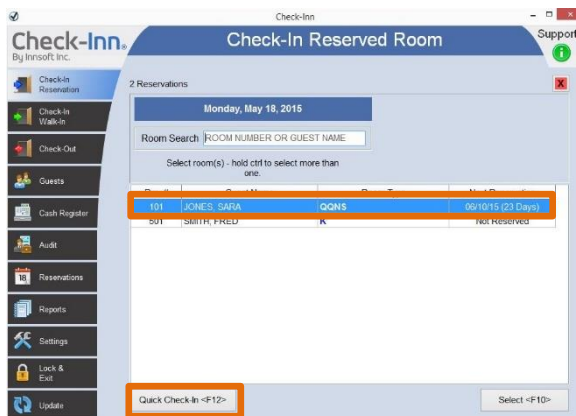 Check-Inn
Check-Inn®
By Innsoft Inc.
Check-In Reserved Room
Support
Check-In
Reservation
Check-In
Walk-In
Check-Out
Guests
Cash Register
Audit
18
Reservations
Reports
Settings
Lock &
Exit
Update
2 Reservations
X
Monday, May 18, 2015
Room Search ROOM NUMBER OR GUEST NAME
Select room(s) - hold ctrl to select more than
one.
101 JONES, SARA QQNS 06/10/15 (23 Days)
501 SMITH, FRED K Not Reserved
Quick Check-In <F12>
Select <F10>